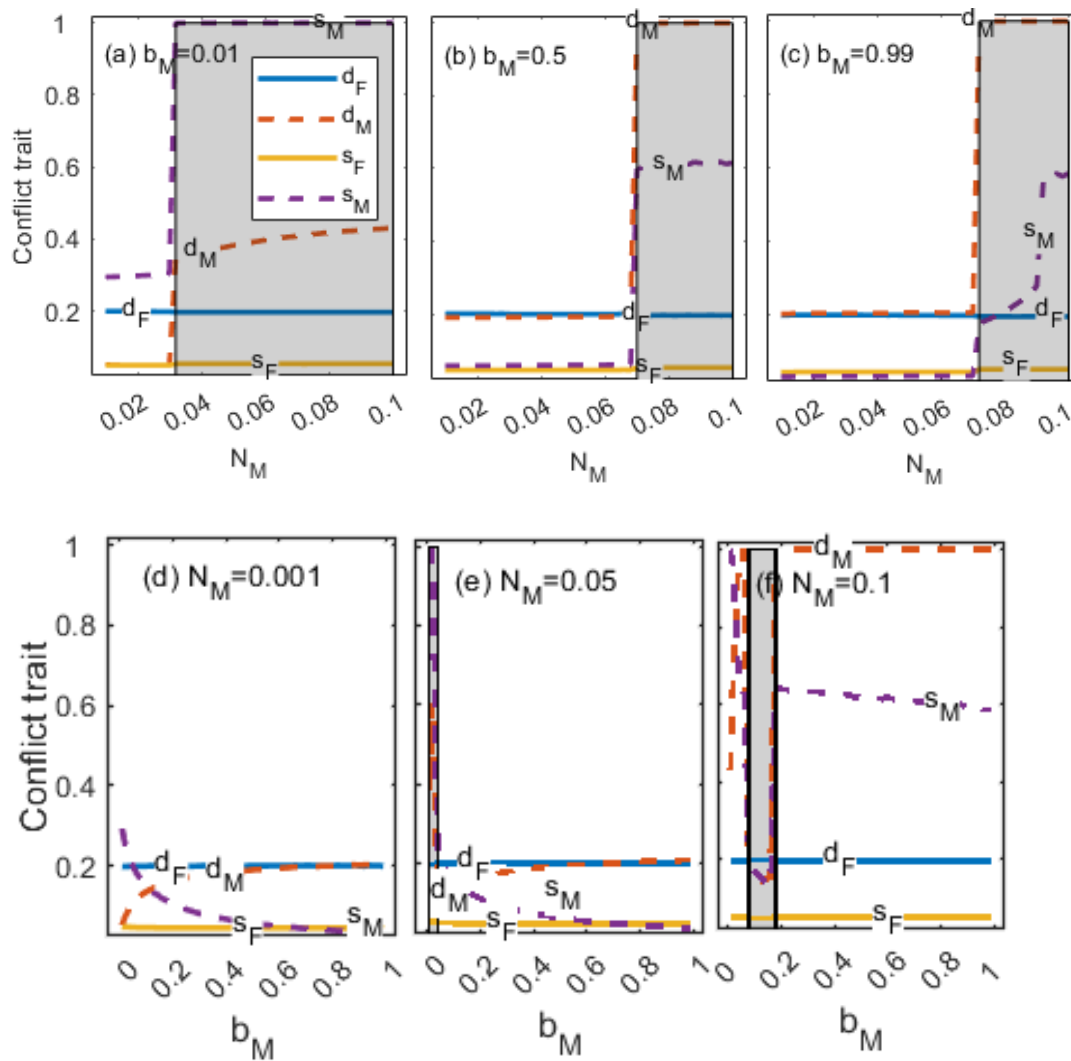 (a) b_M=0.01
d_F
d_M
s_F
s_M
s_M
d_M
d_F
s_F
Conflict trait
1
0.8
0.6
0.4
0.2
0.02
0.04
0.06
0.08
0.1
N_M
(b) b_M=0.5
d_M
s_M
d_F
s_F
0.02
0.04
0.06
0.08
0.1
N_M
(c) b_M=0.99
d_M
s_M
d_F
s_F
0.02
0.04
0.06
0.08
0.1
N_M
(d) N_M=0.001
Conflict trait
1
0.8
0.6
0.4
0.2
d_F
d_M
s_F
s_M
0
0.2
0.4
0.6
0.8
1
b_M
(e) N_M=0.05
d_F
d_M
s_M
s_F
0
0.2
0.4
0.6
0.8
1
b_M
(f) N_M=0.1
d_M
s_M
d_F
s_F
0
0.2
0.4
0.6
0.8
1
b_M